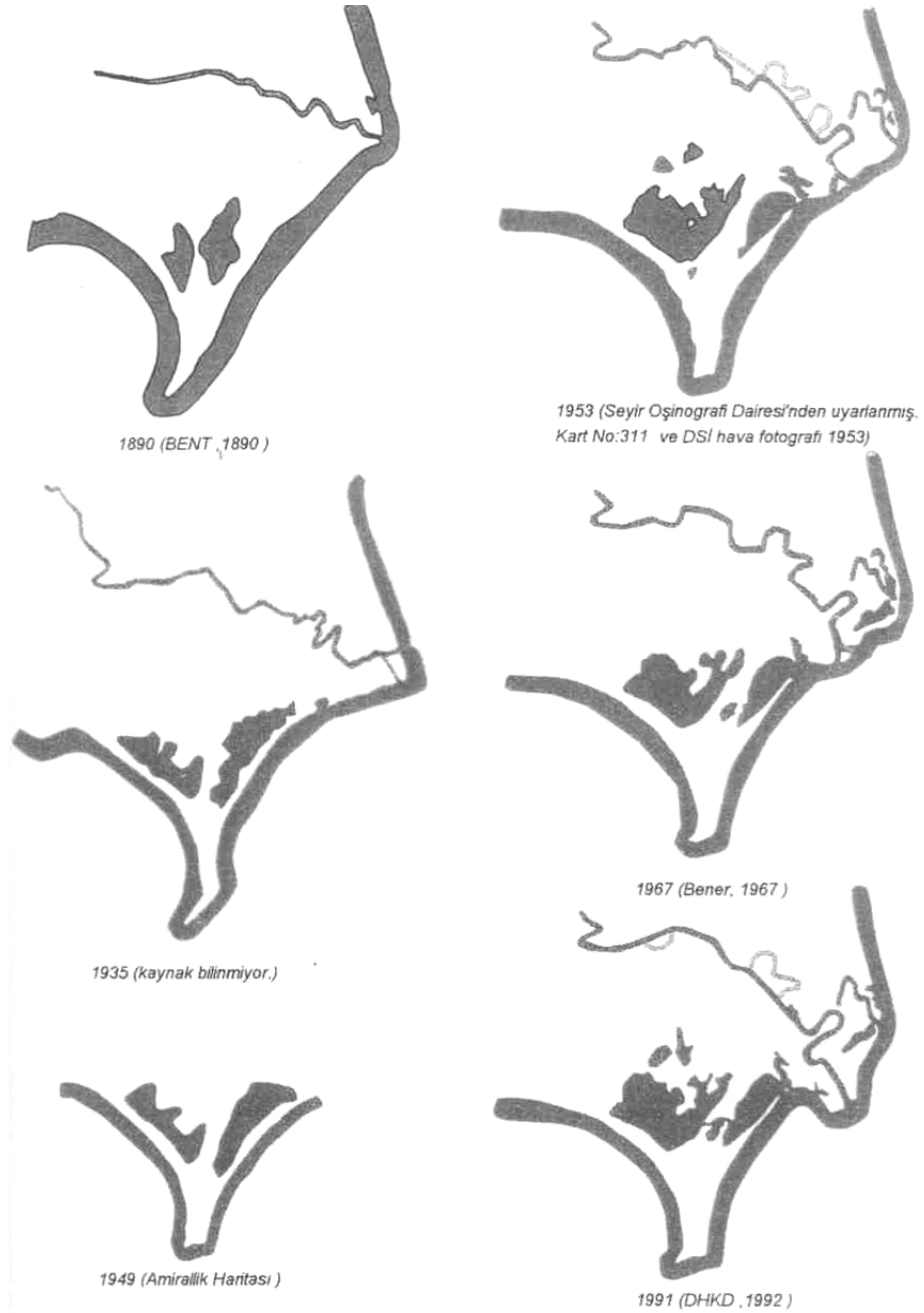 1890 (BENT ,1890 )
1953 (Seyir Oşinografi Dairesi'nden uyarlanmış.
Kart No:311 ve DSİ hava fotografı 1953)
1935 (kaynak bilinmiyor.)
1967 (Bener, 1967 )
1949 (Amirallik Haritası )
1991 (DHKD ,1992 )